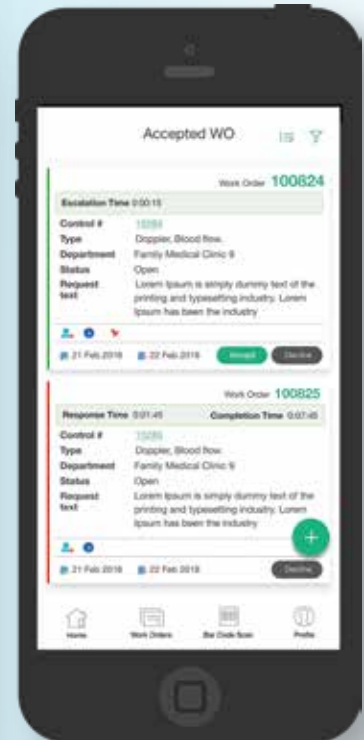 Accepted WO
Work Order 100824
Escalation Time 0:00:15
Control #
Type Doppler, Blood flow.
Department Family Medical Clinic 9
Status Open
Request text Lorem Ipsum is simply dummy text of the
printing and typesetting industry. Lorem
Ipsum has been the industry
21 Feb 2018 22 Feb 2018 Accept Decline
Work Order 100825
Response Time 0:01:45 Completion Time 0:07:45
Control #
Type Doppler, Blood flow.
Department Family Medical Clinic 9
Status Open
Request text Lorem Ipsum is simply dummy text of the
printing and typesetting industry. Lorem
Ipsum has been the industry
+
21 Feb 2018 22 Feb 2018 Decline
Home Work Orders Bar Code Scan Profile